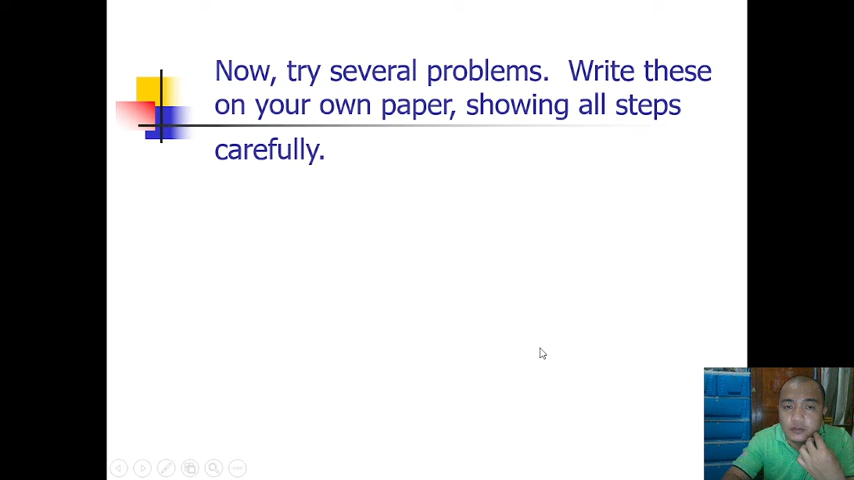 Now, try several problems.  Write these
on your own paper, showing all steps
carefully.